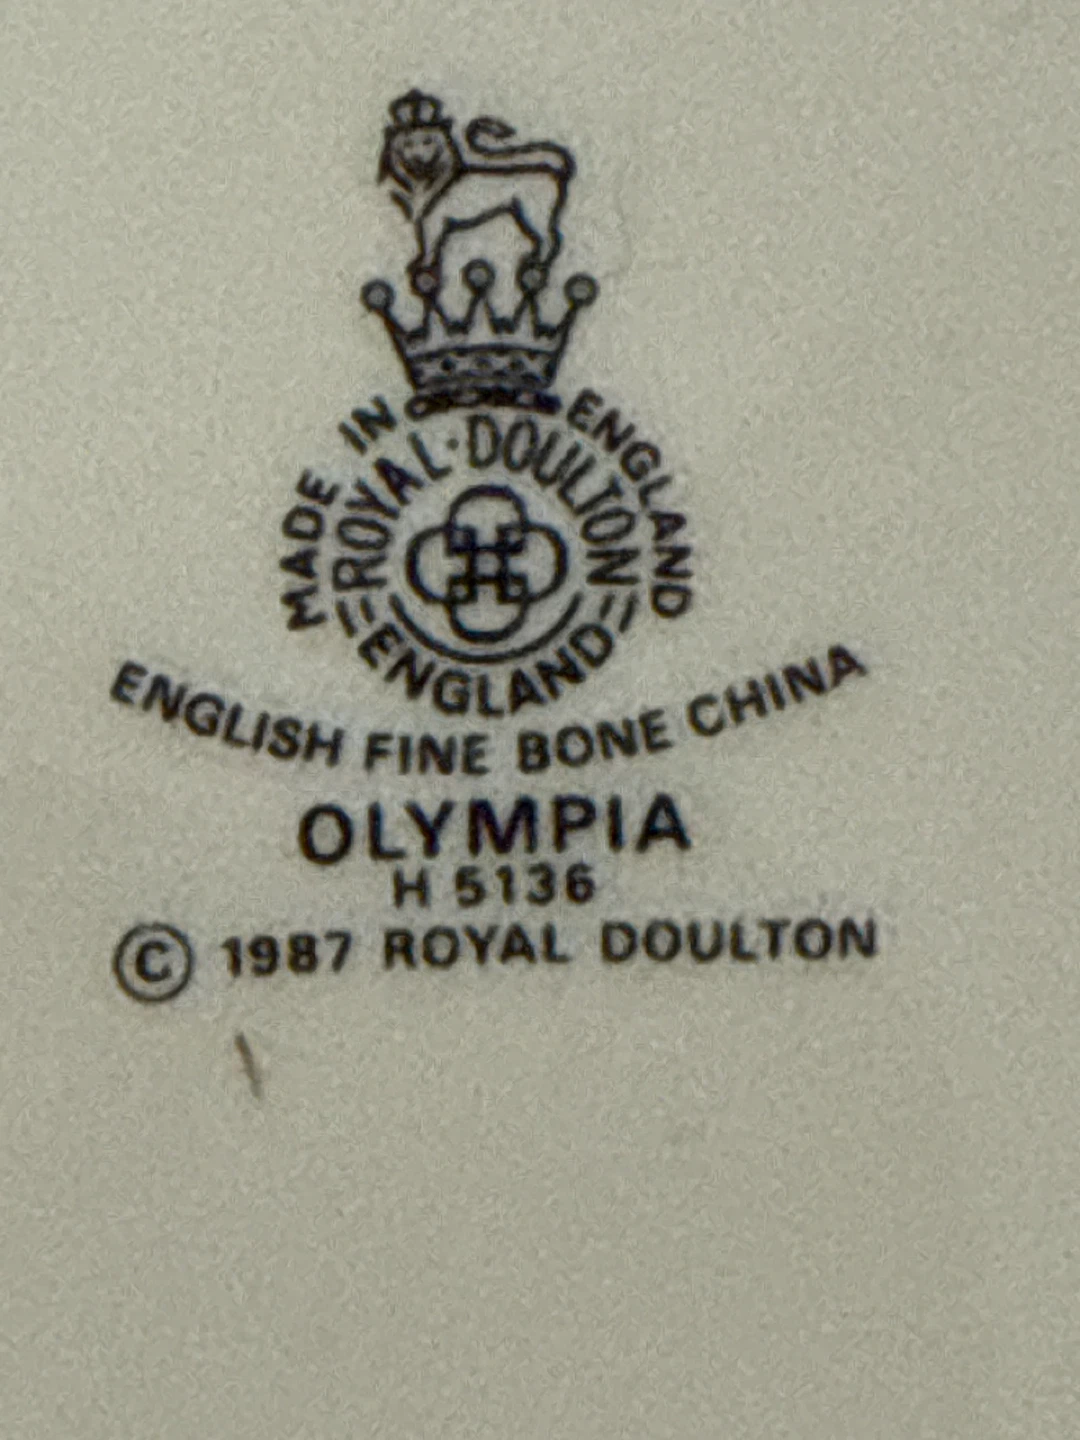 MADE IN ENGLAND
ROYAL·DOULTON
ENGLAND
ENGLISH FINE BONE CHINA
OLYMPIA
H 5136
© 1987 ROYAL DOULTON